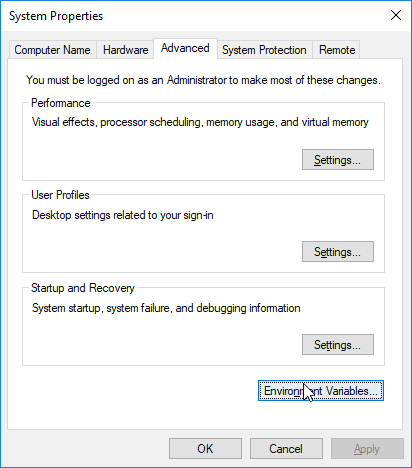 System Properties
Computer Name Hardware Advanced System Protection Remote
You must be logged on as an Administrator to make most of these changes.
Performance
Visual effects, processor scheduling, memory usage, and virtual memory
Settings...
User Profiles
Desktop settings related to your sign-in
Settings...
Startup and Recovery
System startup, system failure, and debugging information
Settings...
Environment Variables...
OK Cancel Apply